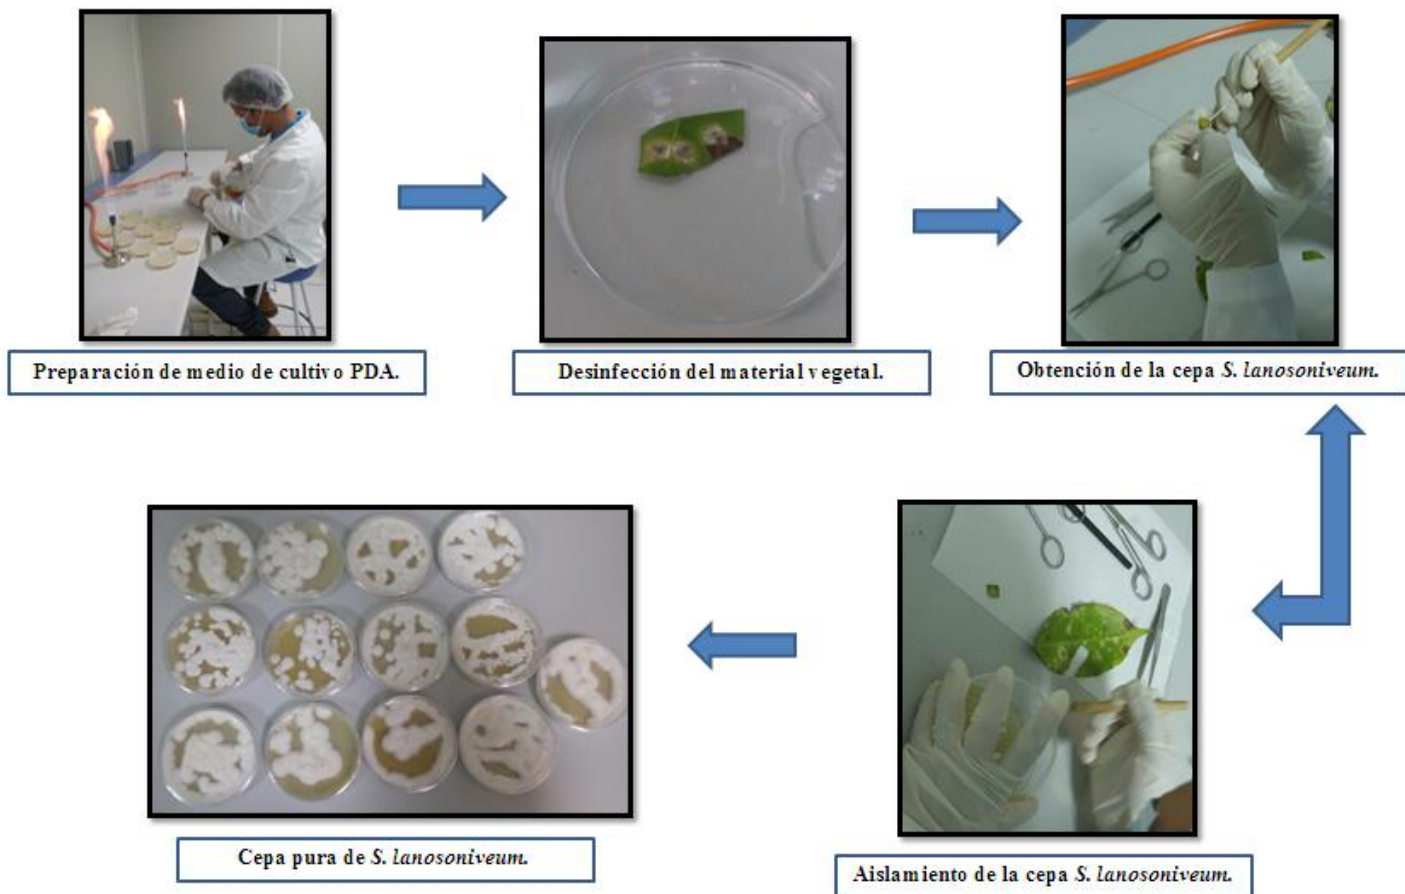 Preparación de medio de cultivo PDA.
Desinfección del material vegetal.
Obtención de la cepa S. lanosoniveum.
Aislamiento de la cepa S. lanosoniveum.
Cepa pura de S. lanosoniveum.